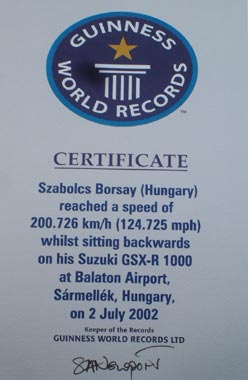 GUINNESS
WORLD RECORDS
TM
CERTIFICATE
Szabolcs Borsay (Hungary)
reached a speed of
200.726 km/h (124.725 mph)
whilst sitting backwards
on his Suzuki GSX-R 1000
at Balaton Airport,
Sármellék, Hungary,
on 2 July 2002
Keeper of the Records
GUINNESS WORLD RECORDS LTD